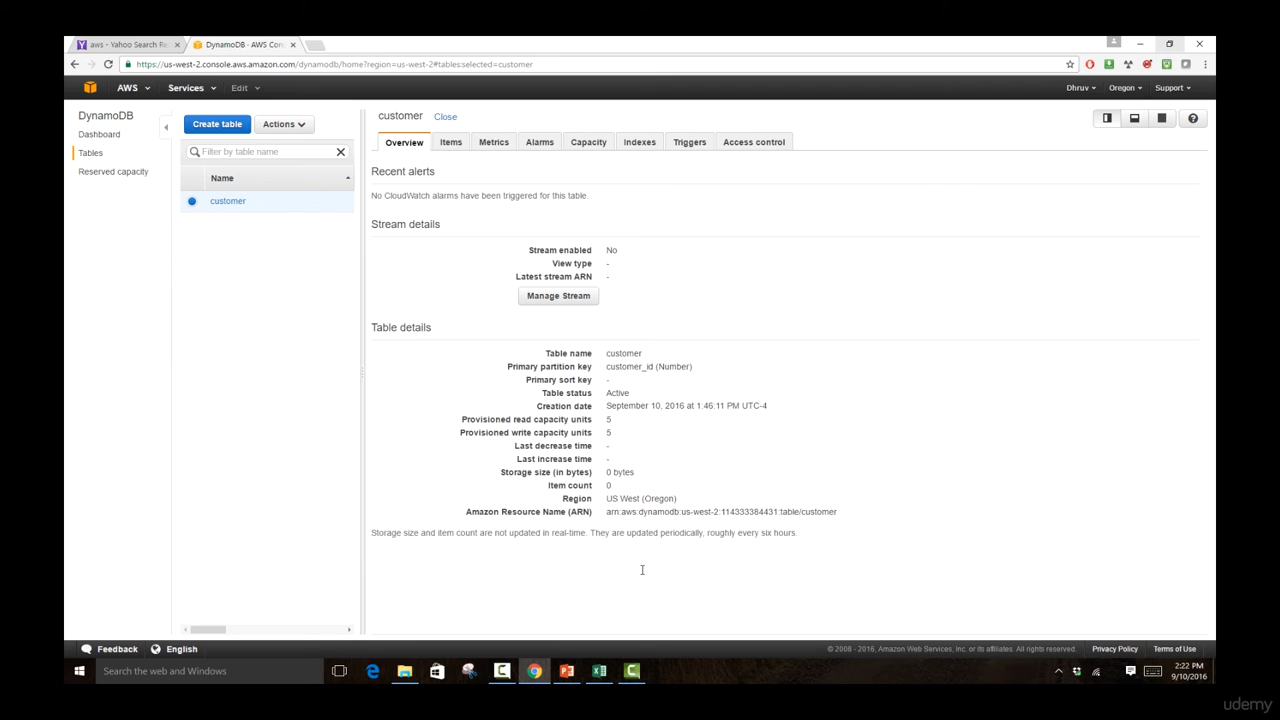 aws - Yahoo Search Re
DynamoDB - AWS Con
https://us-west-2.console.aws.amazon.com/dynamodb/home?region=us-west-2#tables:selected=customer
AWS Services Edit Dhruv Oregon Support
DynamoDB
Dashboard
Tables
Reserved capacity
Create table Actions
Filter by table name
Name
customer
customer Close
Overview Items Metrics Alarms Capacity Indexes Triggers Access control
Recent alerts
No CloudWatch alarms have been triggered for this table.
Stream details
Stream enabled No
View type -
Latest stream ARN -
Manage Stream
Table details
Table name customer
Primary partition key customer_id (Number)
Primary sort key -
Table status Active
Creation date September 10, 2016 at 1:46:11 PM UTC-4
Provisioned read capacity units 5
Provisioned write capacity units 5
Last decrease time -
Last increase time -
Storage size (in bytes) 0 bytes
Item count 0
Region US West (Oregon)
Amazon Resource Name (ARN) arn:aws:dynamodb:us-west-2:114333384431:table/customer
Storage size and item count are not updated in real-time. They are updated periodically, roughly every six hours.
Feedback English
© 2008 - 2016, Amazon Web Services, Inc. or its affiliates. All rights reserved. Privacy Policy Terms of Use
Search the web and Windows
2:22 PM
9/10/2016
udemy